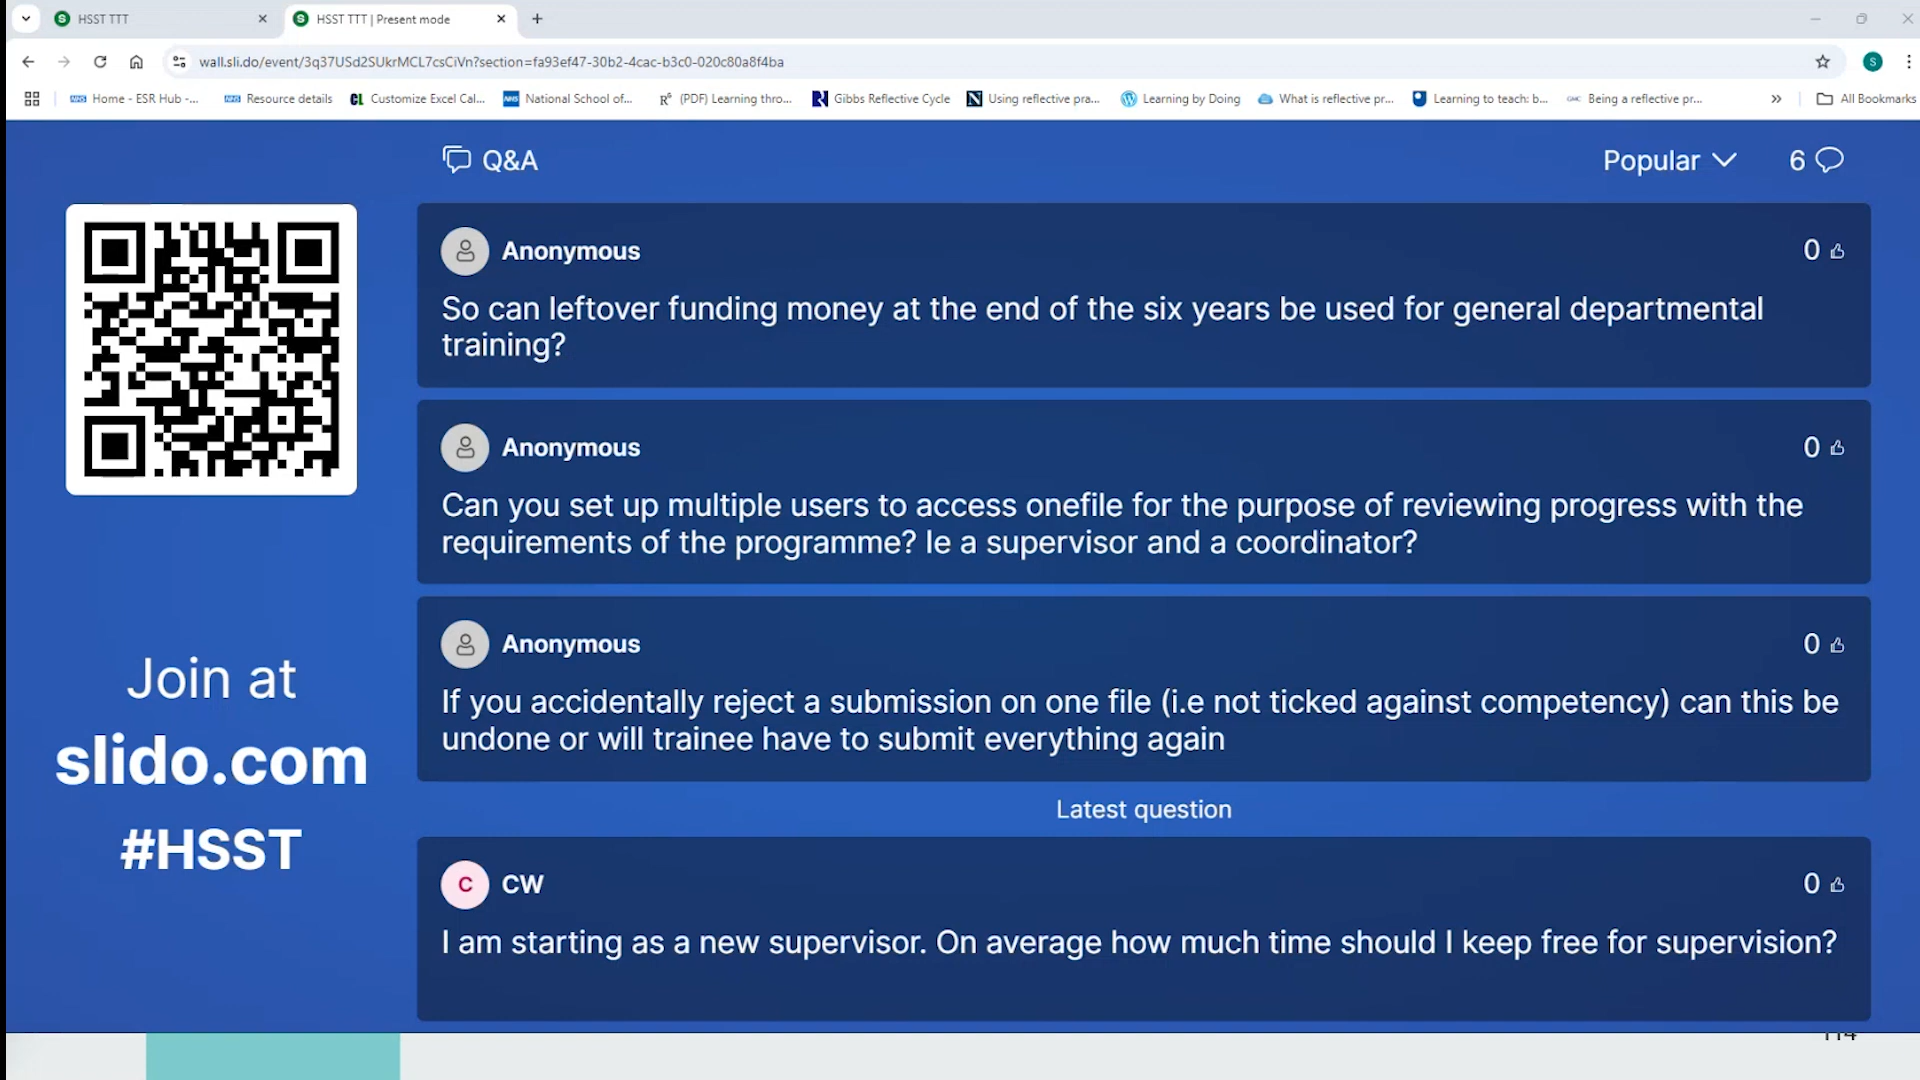 HSST TTT
HSST TTT | Present mode
wall.sli.do/event/3q37USd2SUkrMCL7csCiVn?section=fa93ef47-30b2-4cac-b3c0-020c80a8f4ba
S
Home - ESR Hub -...
Resource details
CL Customize Excel Cal...
National School of...
(PDF) Learning thro...
Gibbs Reflective Cycle
Using reflective pra...
Learning by Doing
What is reflective pr...
Learning to teach: b...
Being a reflective pr...
All Bookmarks
Q&A
Popular
6
Anonymous
0
So can leftover funding money at the end of the six years be used for general departmental
training?
Anonymous
0
Can you set up multiple users to access onefile for the purpose of reviewing progress with the
requirements of the programme? Ie a supervisor and a coordinator?
Anonymous
0
If you accidentally reject a submission on one file (i.e not ticked against competency) can this be
undone or will trainee have to submit everything again
Latest question
C
CW
0
I am starting as a new supervisor. On average how much time should I keep free for supervision?
Join at
slido.com
#HSST